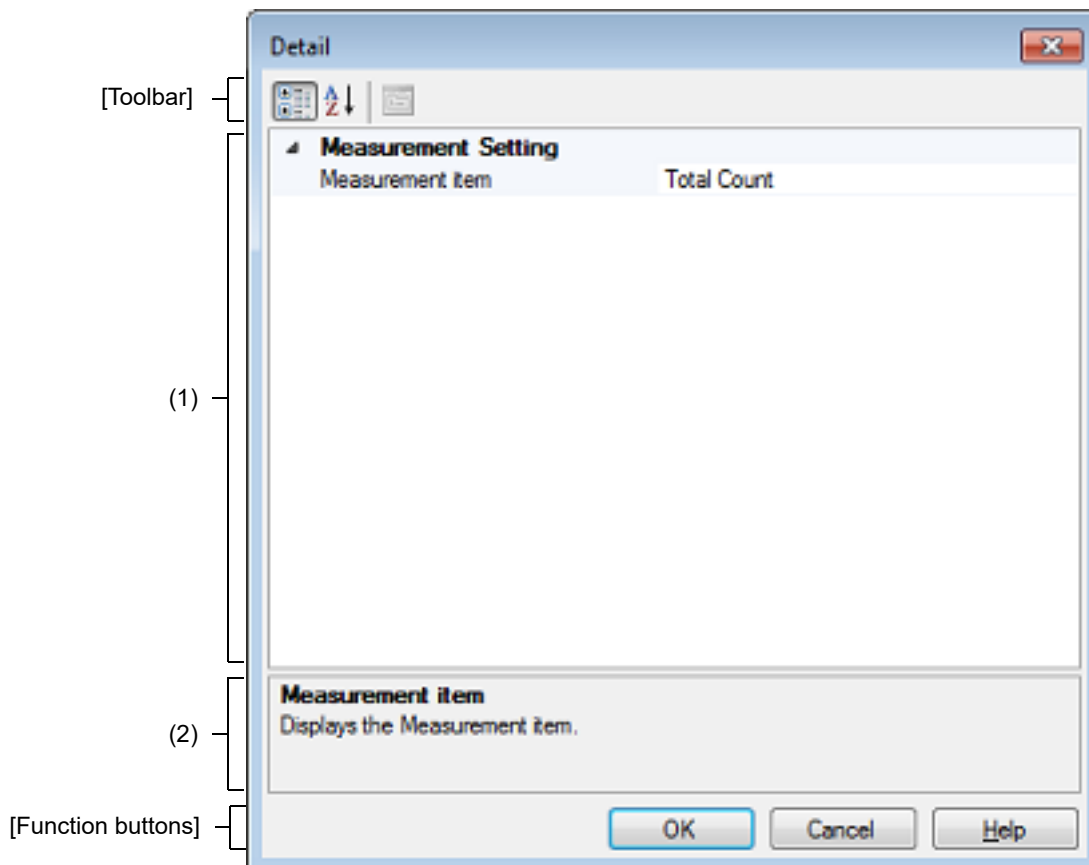 Detail
[Toolbar]
A
Z
Measurement Setting
Measurement item Total Count
(1)
Measurement item
Displays the Measurement item.
(2)
[Function buttons]
OK Cancel Help